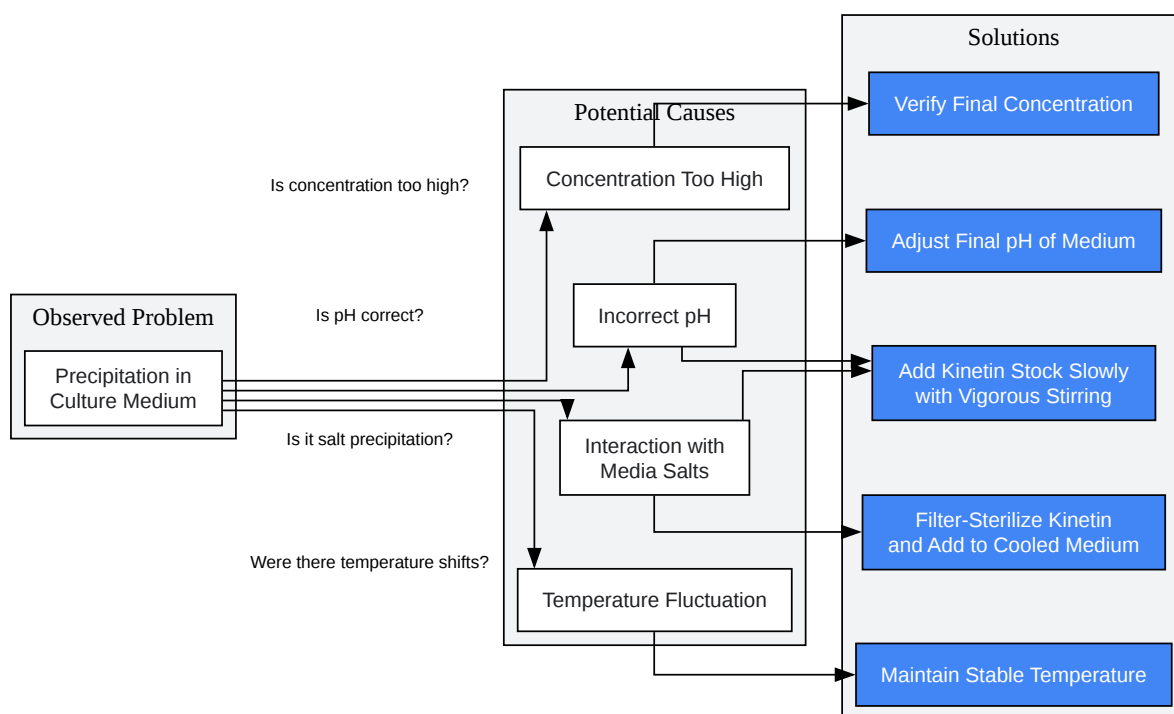 Observed Problem
Precipitation in
Culture Medium
Is concentration too high?
Is pH correct?
Is it salt precipitation?
Were there temperature shifts?
Potential Causes
Concentration Too High
Incorrect pH
Interaction with
Media Salts
Temperature Fluctuation
Solutions
Verify Final Concentration
Adjust Final pH of Medium
Add Kinetin Stock Slowly
with Vigorous Stirring
Filter-Sterilize Kinetin
and Add to Cooled Medium
Maintain Stable Temperature